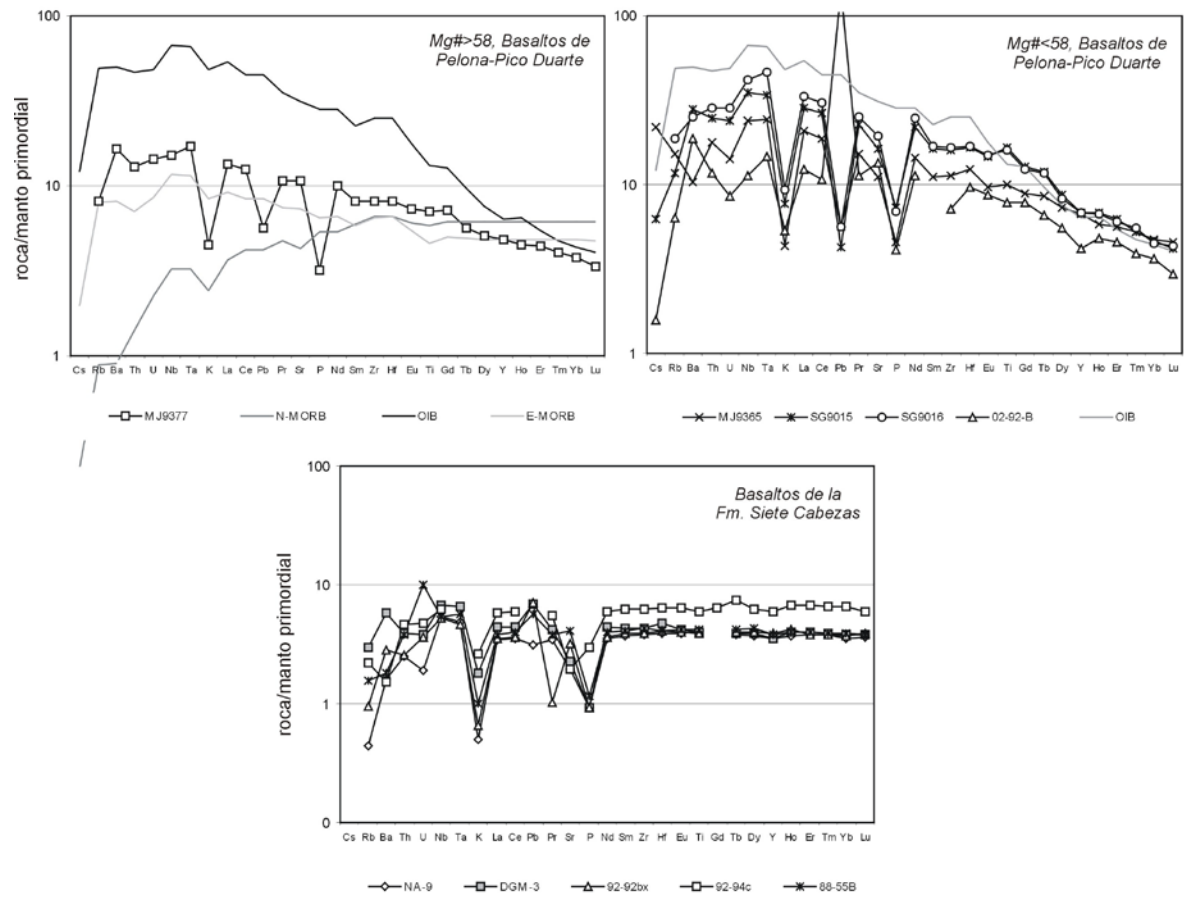 100
10
1
roca/manto primordial
Mg#>58, Basaltos de
Pelona-Pico Duarte
Cs Rb Ba Th U Nb Ta K La Ce Pb Pr Sr P Nd Sm Zr Hf Eu Ti Gd Tb Dy Y Ho Er Tm Yb Lu
MJ9377 N-MORB OIB E-MORB
100
10
1
Mg#<58, Basaltos de
Pelona-Pico Duarte
Cs Rb Ba Th U Nb Ta K La Ce Pb Pr Sr P Nd Sm Zr Hf Eu Ti Gd Tb Dy Y Ho Er Tm Yb Lu
MJ9365 SG9015 SG9016 02-92-B OIB
100
10
1
0
roca/manto primordial
Basaltos de la
Fm. Siete Cabezas
Cs Rb Ba Th U Nb Ta K La Ce Pb Pr Sr P Nd Sm Zr Hf Eu Ti Gd Tb Dy Y Ho Er Tm Yb Lu
NA-9 DGM-3 92-92bx 92-94c 88-55B